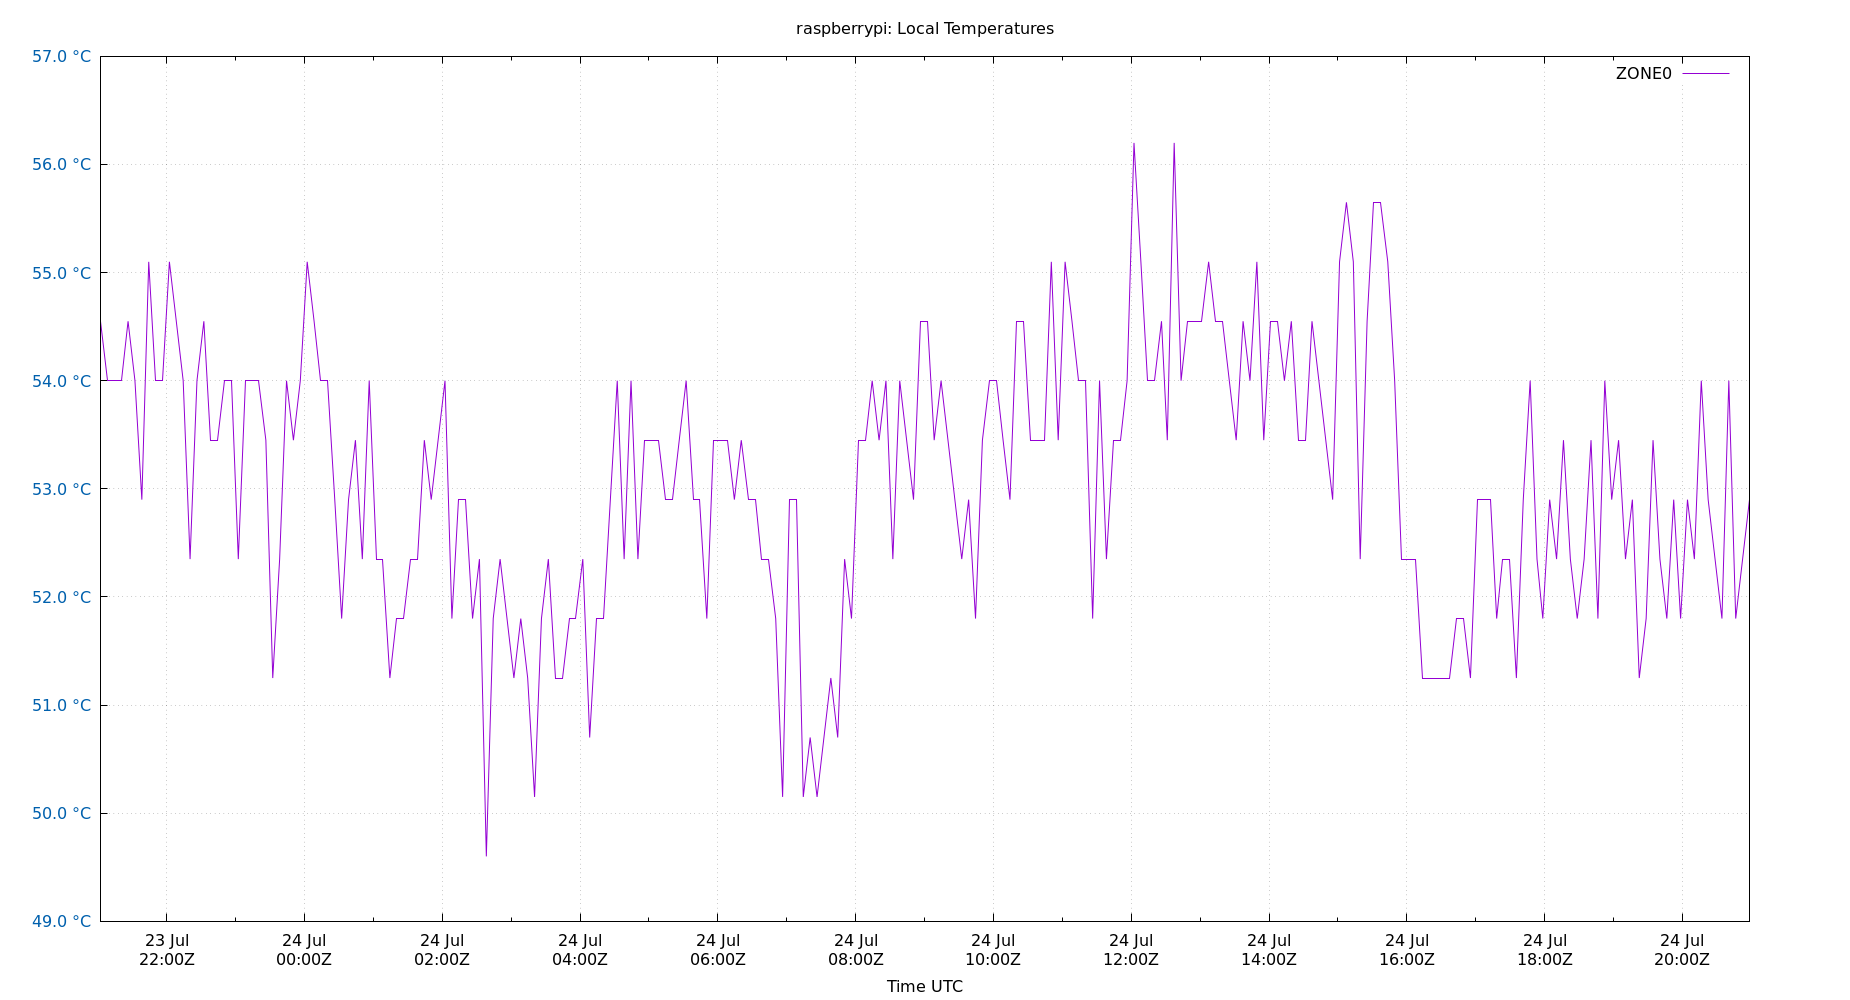 raspberrypi: Local Temperatures
57.0 °C
ZONE0
56.0 °C
55.0 °C
54.0 °C
53.0 °C
52.0 °C
51.0 °C
50.0 °C
49.0 °C
23 Jul 24 Jul 24 Jul 24 Jul 24 Jul 24 Jul 24 Jul 24 Jul 24 Jul 24 Jul 24 Jul 24 Jul
22:00Z 00:00Z 02:00Z 04:00Z 06:00Z 08:00Z 10:00Z 12:00Z 14:00Z 16:00Z 18:00Z 20:00Z
Time UTC